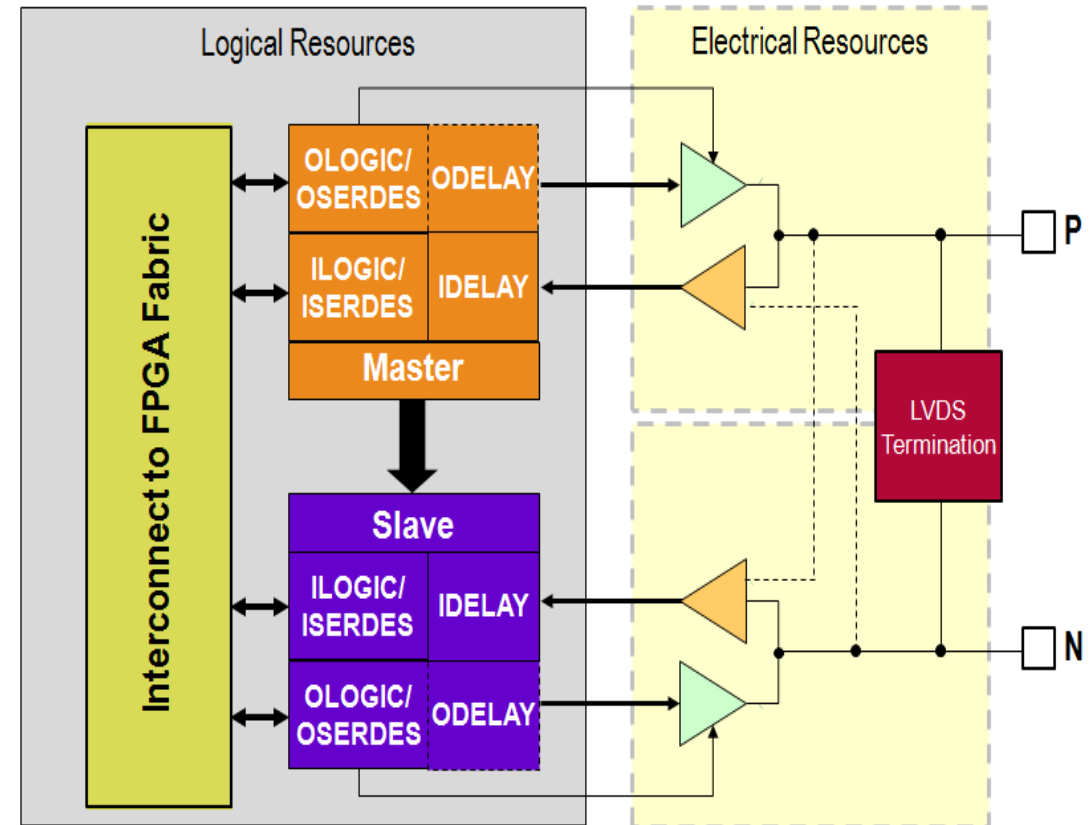 Logical Resources
Electrical Resources
Interconnect to FPGA Fabric
OLOGIC/
OSERDES
ODELAY
ILOGIC/
ISERDES
IDELAY
Master
P
LVDS
Termination
Slave
ILOGIC/
ISERDES
IDELAY
OLOGIC/
OSERDES
ODELAY
N